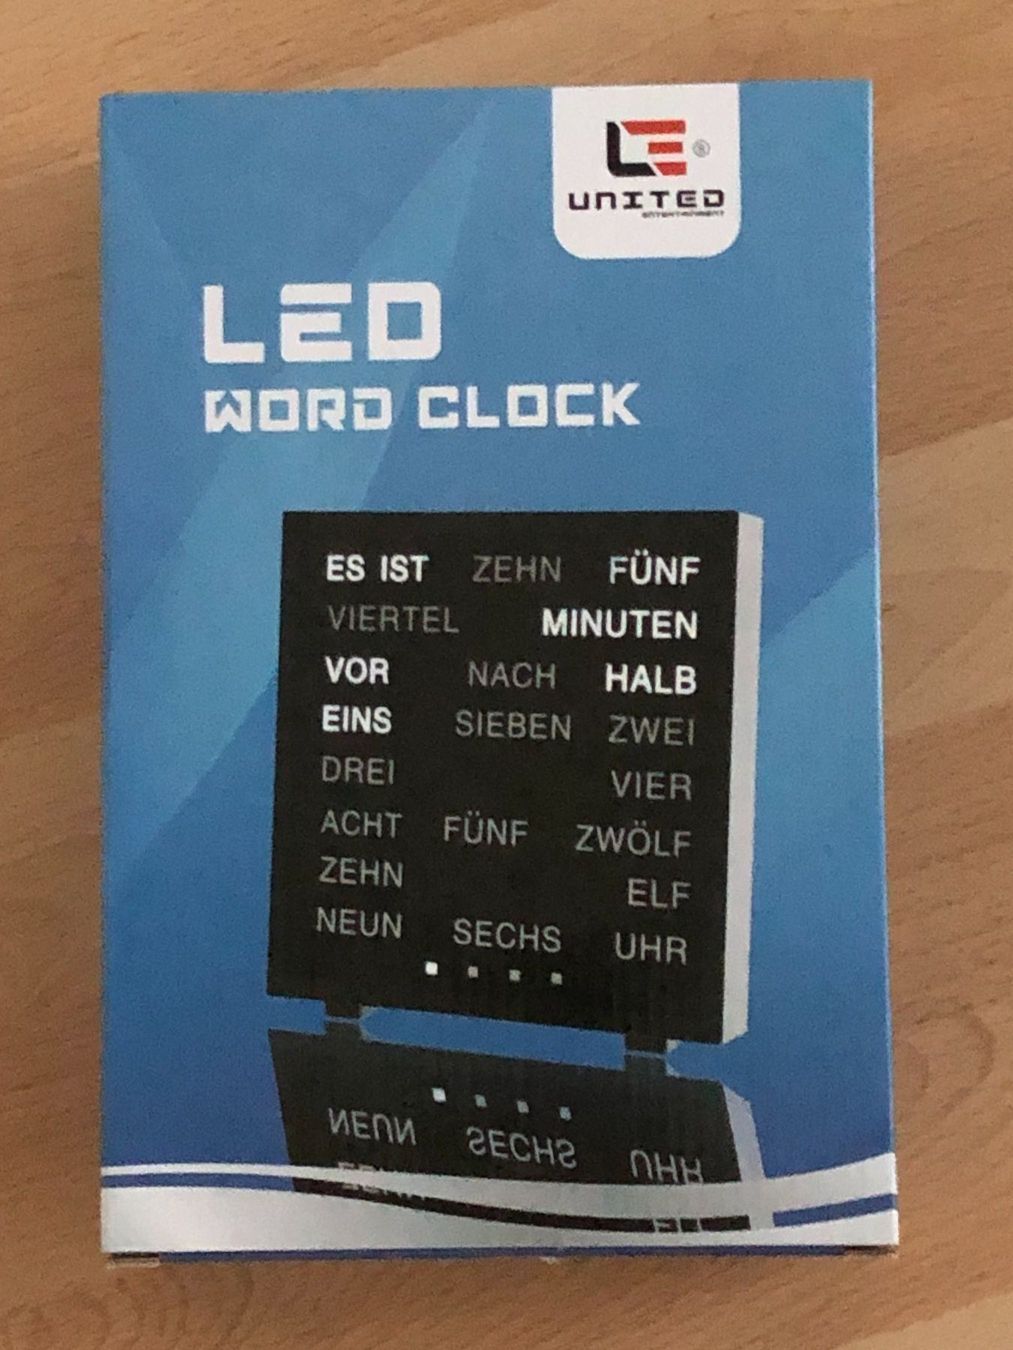 ®
UNITED
ENTERTAINMENT
LED
WORD CLOCK
ES IST ZEHN FÜNF
VIERTEL MINUTEN
VOR NACH HALB
EINS SIEBEN ZWEI
DREI VIER
ACHT FÜNF ZWÖLF
ZEHN ELF
NEUN SECHS UHR
NEUN SECHS UHR